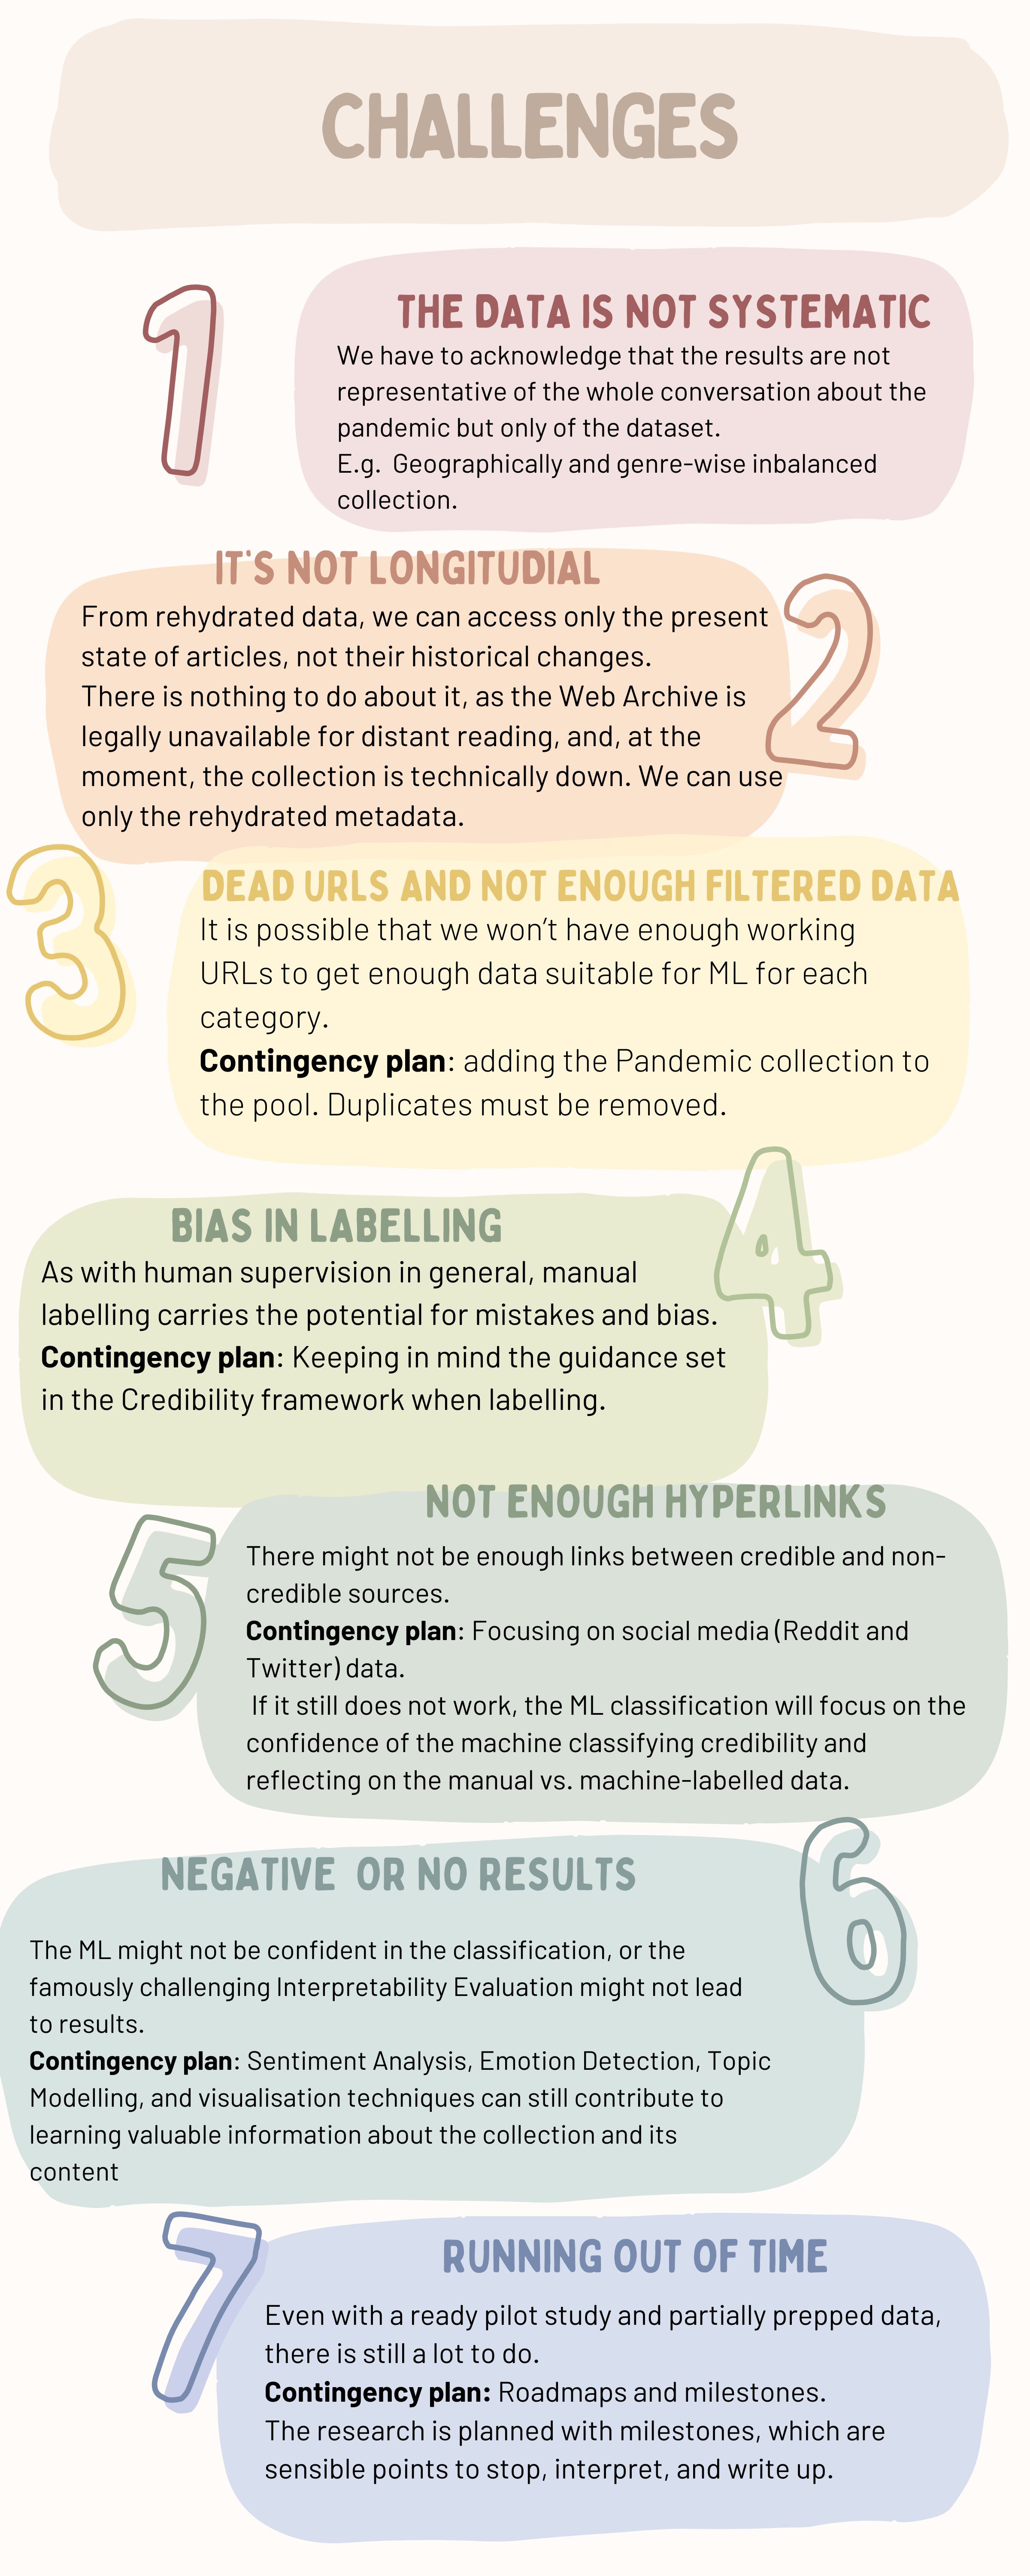 CHALLENGES
1
THE DATA IS NOT SYSTEMATIC
We have to acknowledge that the results are not
representative of the whole conversation about the
pandemic but only of the dataset.
E.g. Geographically and genre-wise inbalanced
collection.
IT'S NOT LONGITUDIAL
2
From rehydrated data, we can access only the present
state of articles, not their historical changes.
There is nothing to do about it, as the Web Archive is
legally unavailable for distant reading, and, at the
moment, the collection is technically down. We can use
only the rehydrated metadata.
3
DEAD URLS AND NOT ENOUGH FILTERED DATA
It is possible that we won't have enough working
URLs to get enough data suitable for ML for each
category.
Contingency plan: adding the Pandemic collection to
the pool. Duplicates must be removed.
4
BIAS IN LABELLING
As with human supervision in general, manual
labelling carries the potential for mistakes and bias.
Contingency plan: Keeping in mind the guidance set
in the Credibility framework when labelling.
5
NOT ENOUGH HYPERLINKS
There might not be enough links between credible and non-
credible sources.
Contingency plan: Focusing on social media (Reddit and
Twitter) data.
If it still does not work, the ML classification will focus on the
confidence of the machine classifying credibility and
reflecting on the manual vs. machine-labelled data.
6
NEGATIVE OR NO RESULTS
The ML might not be confident in the classification, or the
famously challenging Interpretability Evaluation might not lead
to results.
Contingency plan: Sentiment Analysis, Emotion Detection, Topic
Modelling, and visualisation techniques can still contribute to
learning valuable information about the collection and its
content
7
RUNNING OUT OF TIME
Even with a ready pilot study and partially prepped data,
there is still a lot to do.
Contingency plan: Roadmaps and milestones.
The research is planned with milestones, which are
sensible points to stop, interpret, and write up.